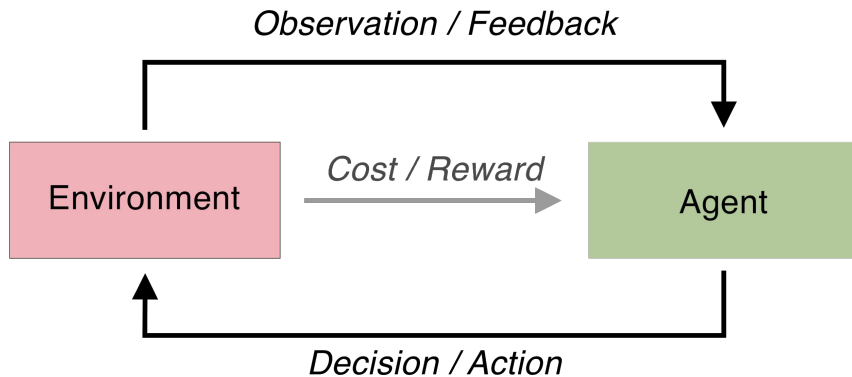 Observation / Feedback
Environment
Cost / Reward
Agent
Decision / Action